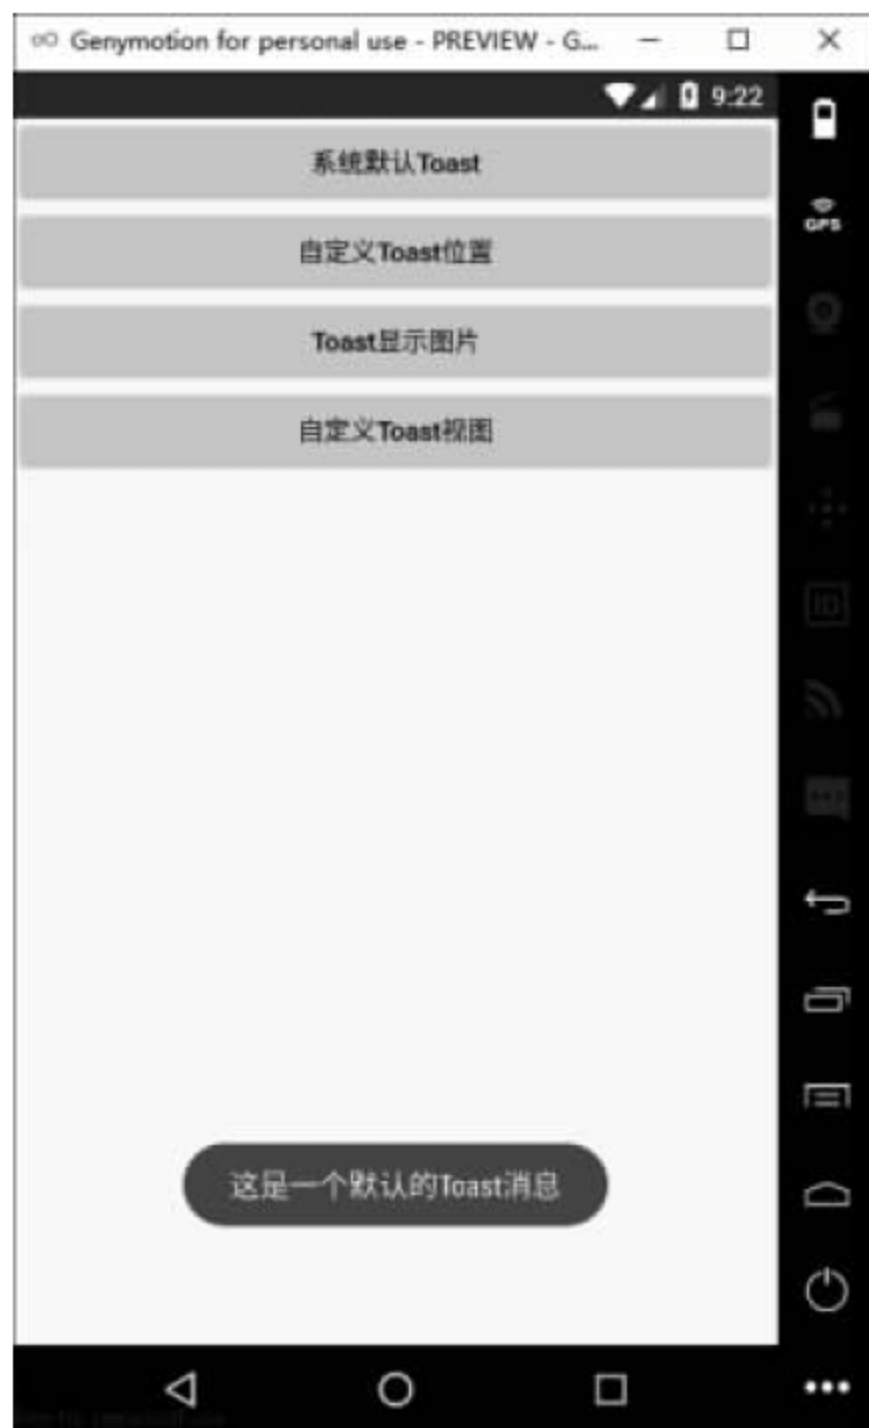 Genymotion for personal use - PREVIEW - G...
9:22
系统默认Toast
GPS
自定义Toast位置
Toast显示图片
自定义Toast视图
ID
这是一个默认的Toast消息